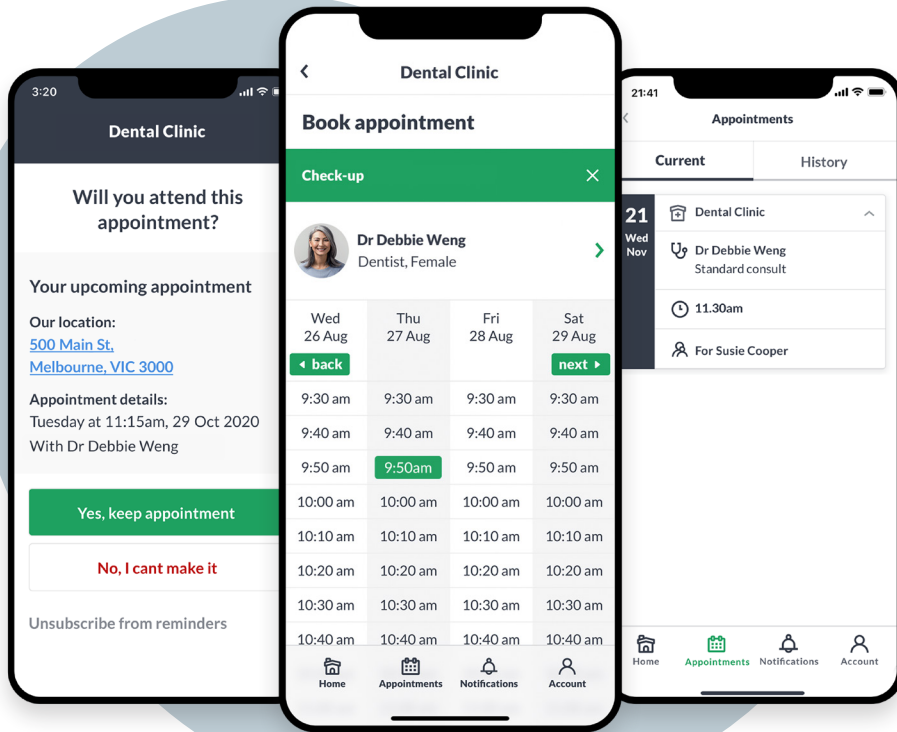 3:20
Dental Clinic
Will you attend this
appointment?
Your upcoming appointment
Our location:
500 Main St,
Melbourne, VIC 3000
Appointment details:
Tuesday at 11:15am, 29 Oct 2020
With Dr Debbie Weng
Yes, keep appointment
No, I cant make it
Unsubscribe from reminders
Dental Clinic
Book appointment
Check-up
Dr Debbie Weng
Dentist, Female
Wed Thu Fri Sat
26 Aug 27 Aug 28 Aug 29 Aug
back next
9:30 am 9:30 am 9:30 am 9:30 am
9:40 am 9:40 am 9:40 am 9:40 am
9:50 am 9:50am 9:50 am 9:50 am
10:00 am 10:00 am 10:00 am 10:00 am
10:10 am 10:10 am 10:10 am 10:10 am
10:20 am 10:20 am 10:20 am 10:20 am
10:30 am 10:30 am 10:30 am 10:30 am
10:40 am 10:40 am 10:40 am 10:40 am
Home Appointments Notifications Account
21:41
Appointments
Current History
21
Wed
Nov
Dental Clinic
Dr Debbie Weng
Standard consult
11.30am
For Susie Cooper
Home Appointments Notifications Account